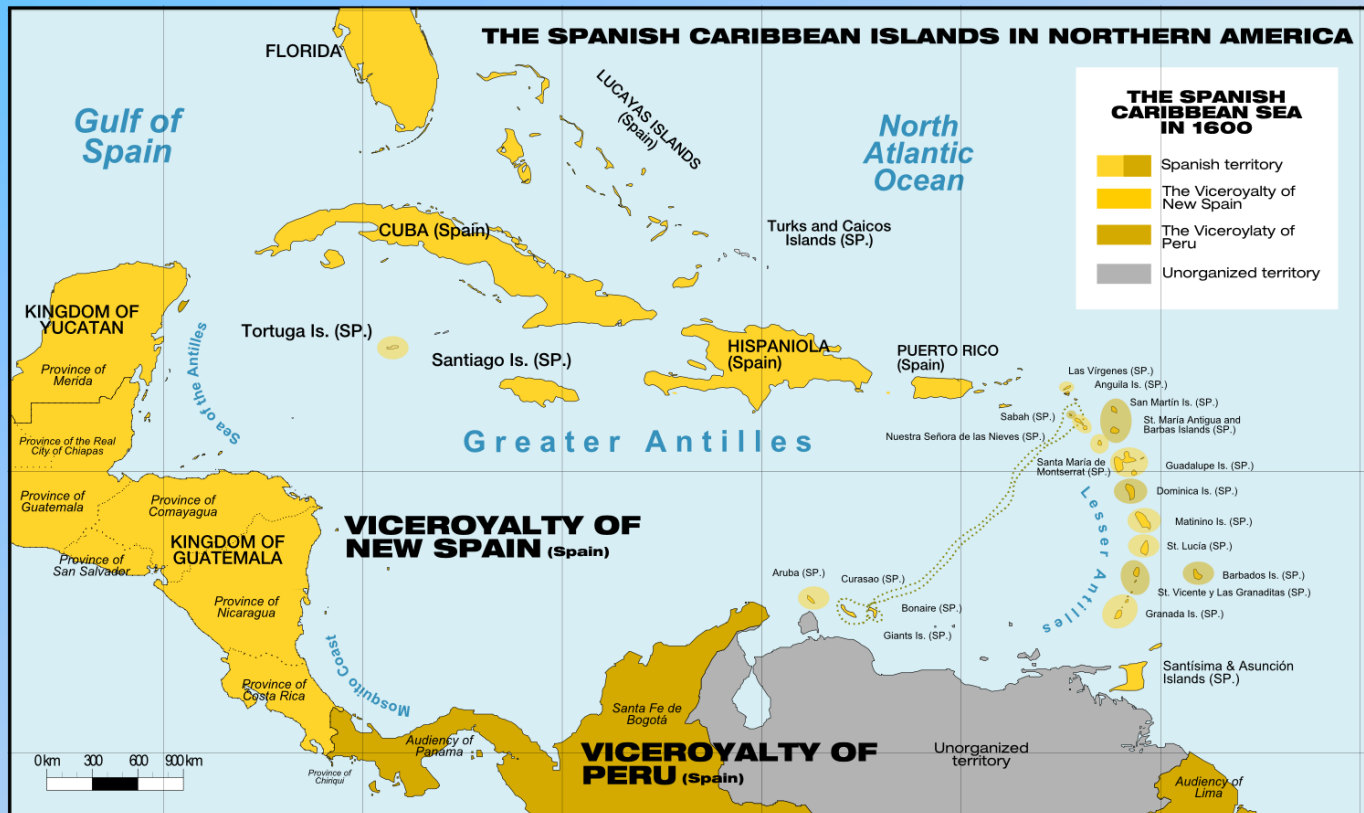 THE SPANISH CARIBBEAN ISLANDS IN NORTHERN AMERICA
FLORIDA
LUCAYAS ISLANDS
(Spain)
Gulf of
Spain
North
Atlantic
Ocean
THE SPANISH
CARIBBEAN SEA
IN 1600
Spanish territory
The Viceroyalty of
New Spain
The Viceroylaty of
Peru
Unorganized territory
CUBA (Spain)
Turks and Caicos
Islands (SP.)
KINGDOM OF
YUCATAN
Province of
Merida
Sea of the Antilles
Tortuga Is. (SP.)
Santiago Is. (SP.)
HISPANIOLA
(Spain)
PUERTO RICO
(Spain)
Las Vírgenes (SP.)
Anguila Is. (SP.)
San Martín Is. (SP.)
Sabah (SP.)
St. María Antigua and
Barbas Islands (SP.)
Nuestra Señora de las Nieves (SP.)
Province of the Real
City of Chiapas
Greater Antilles
Santa María de
Montserrat (SP.)
Guadalupe Is. (SP.)
Dominica Is. (SP.)
Matinino Is. (SP.)
St. Lucía (SP.)
Lesser Antilles
Barbados Is. (SP.)
St. Vicente y Las Granaditas (SP.)
Granada Is. (SP.)
Province of
Guatemala
Province of
Comayagua
KINGDOM OF
GUATEMALA
VICEROYALTY OF
NEW SPAIN (Spain)
Province of
San Salvador
Province of
Nicaragua
Aruba (SP.)
Curasao (SP.)
Bonaire (SP.)
Giants Is. (SP.)
Mosquito Coast
Province of
Costa Rica
Santísima & Asunción
Islands (SP.)
Santa Fe de
Bogotá
Audiency of
Panama
Province of
Chiriqui
VICEROYALTY OF
PERU (Spain)
Unorganized
territory
Audiency of
Lima
0km 300 600 900km